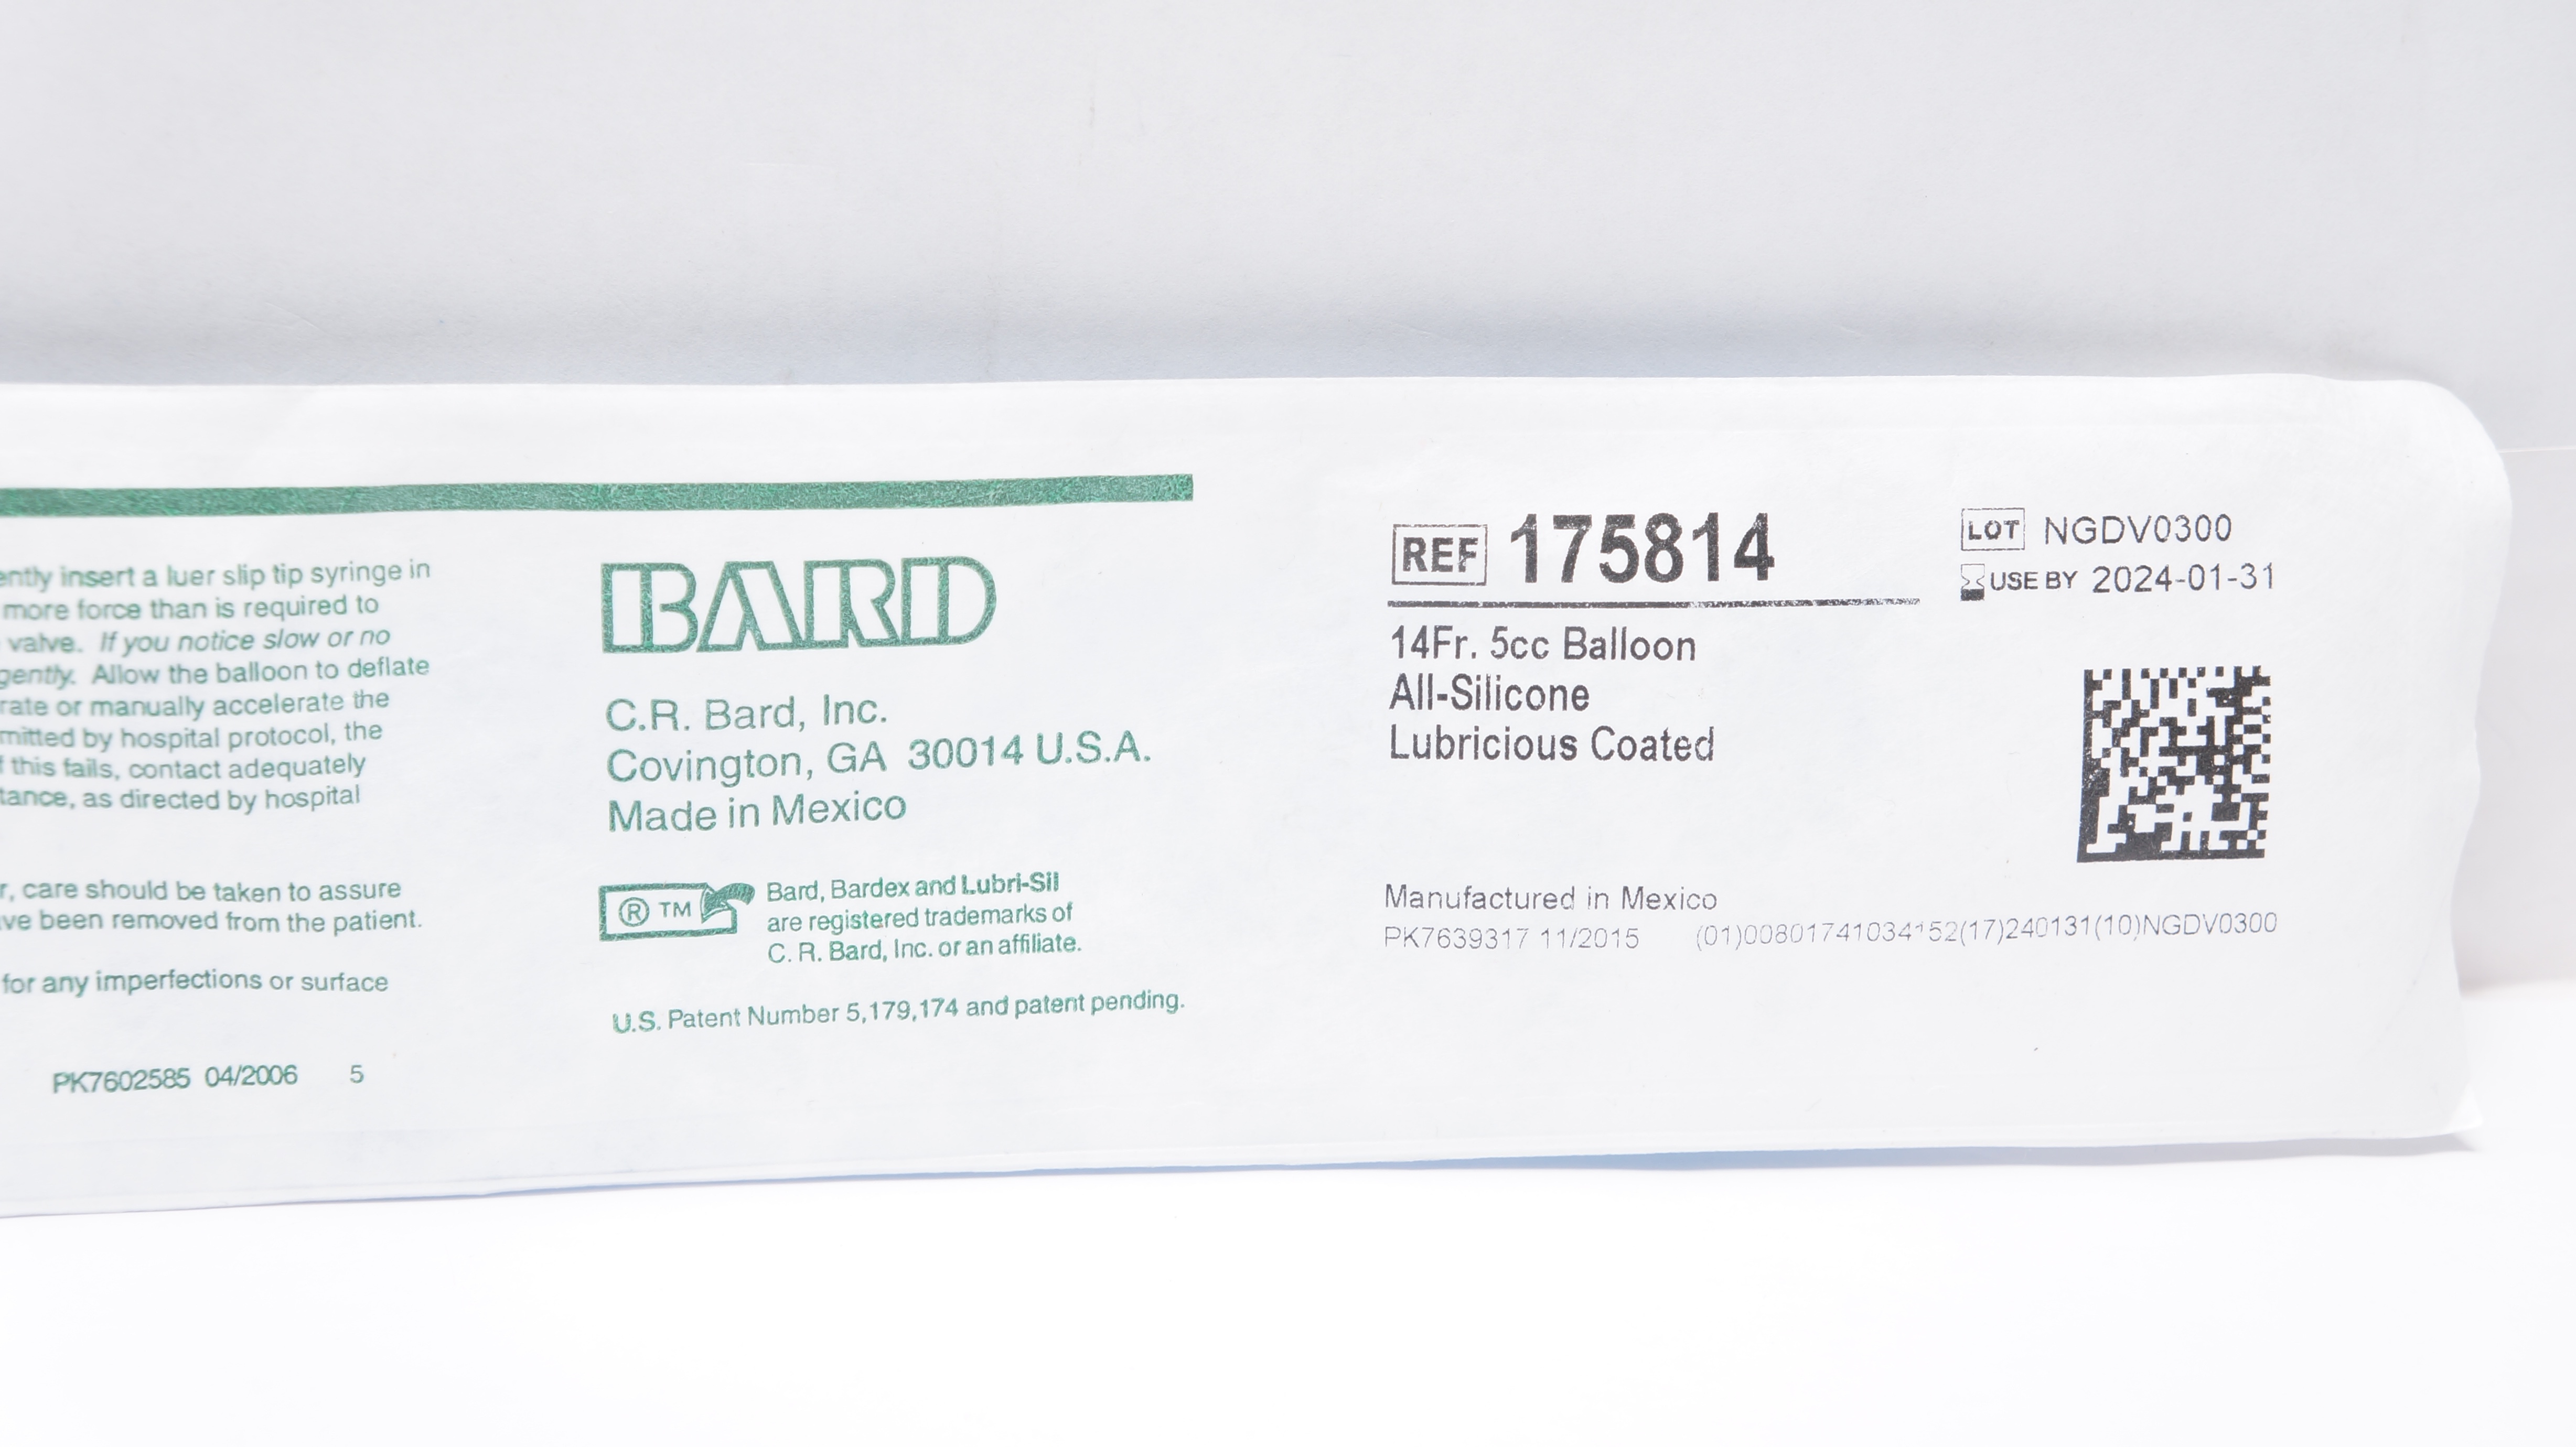 ently insert a luer slip tip syringe in
more force than is required to
valve. If you notice slow or no
gently. Allow the balloon to deflate
rate or manually accelerate the
mitted by hospital protocol, the
this fails, contact adequately
tance, as directed by hospital
r, care should be taken to assure
ve been removed from the patient.
for any imperfections or surface
PK7602585 04/2006 5
BARD
C.R. Bard, Inc.
Covington, GA 30014 U.S.A.
Made in Mexico
® TM
Bard, Bardex and Lubri-Sil
are registered trademarks of
C. R. Bard, Inc. or an affiliate.
U.S. Patent Number 5,179,174 and patent pending.
REF 175814
14Fr. 5cc Balloon
All-Silicone
Lubricious Coated
LOT NGDV0300
USE BY 2024-01-31
Manufactured in Mexico
PK7639317 11/2015 (01)00801741034152(17)240131(10)NGDV0300